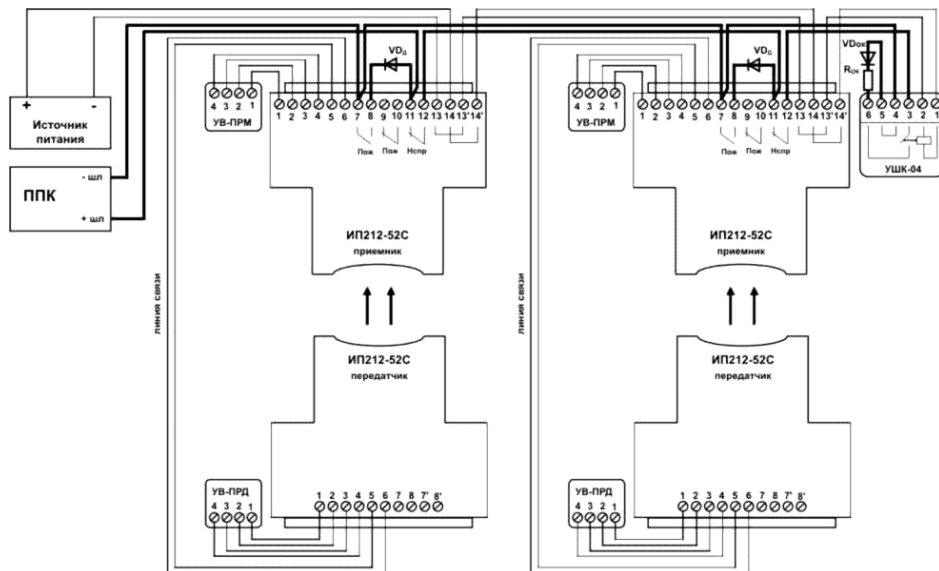 VDд
VDд
VDок
Rок
+ -
Источник
питания
ППК
- шл
+ шл
4 3 2 1
УВ-ПРМ
1 2 3 4 5 6 7 8 9 10 11 12 13 14 13' 14'
Пож Пож Нспр
4 3 2 1
УВ-ПРМ
1 2 3 4 5 6 7 8 9 10 11 12 13 14 13' 14'
Пож Пож Нспр
6 5 4 3 2 1
УШК-04
ИП212-52С
приемник
ИП212-52С
приемник
линия связи
линия связи
ИП212-52С
передатчик
ИП212-52С
передатчик
УВ-ПРД
4 3 2 1
1 2 3 4 5 6 7 8 7' 8'
УВ-ПРД
4 3 2 1
1 2 3 4 5 6 7 8 7' 8'